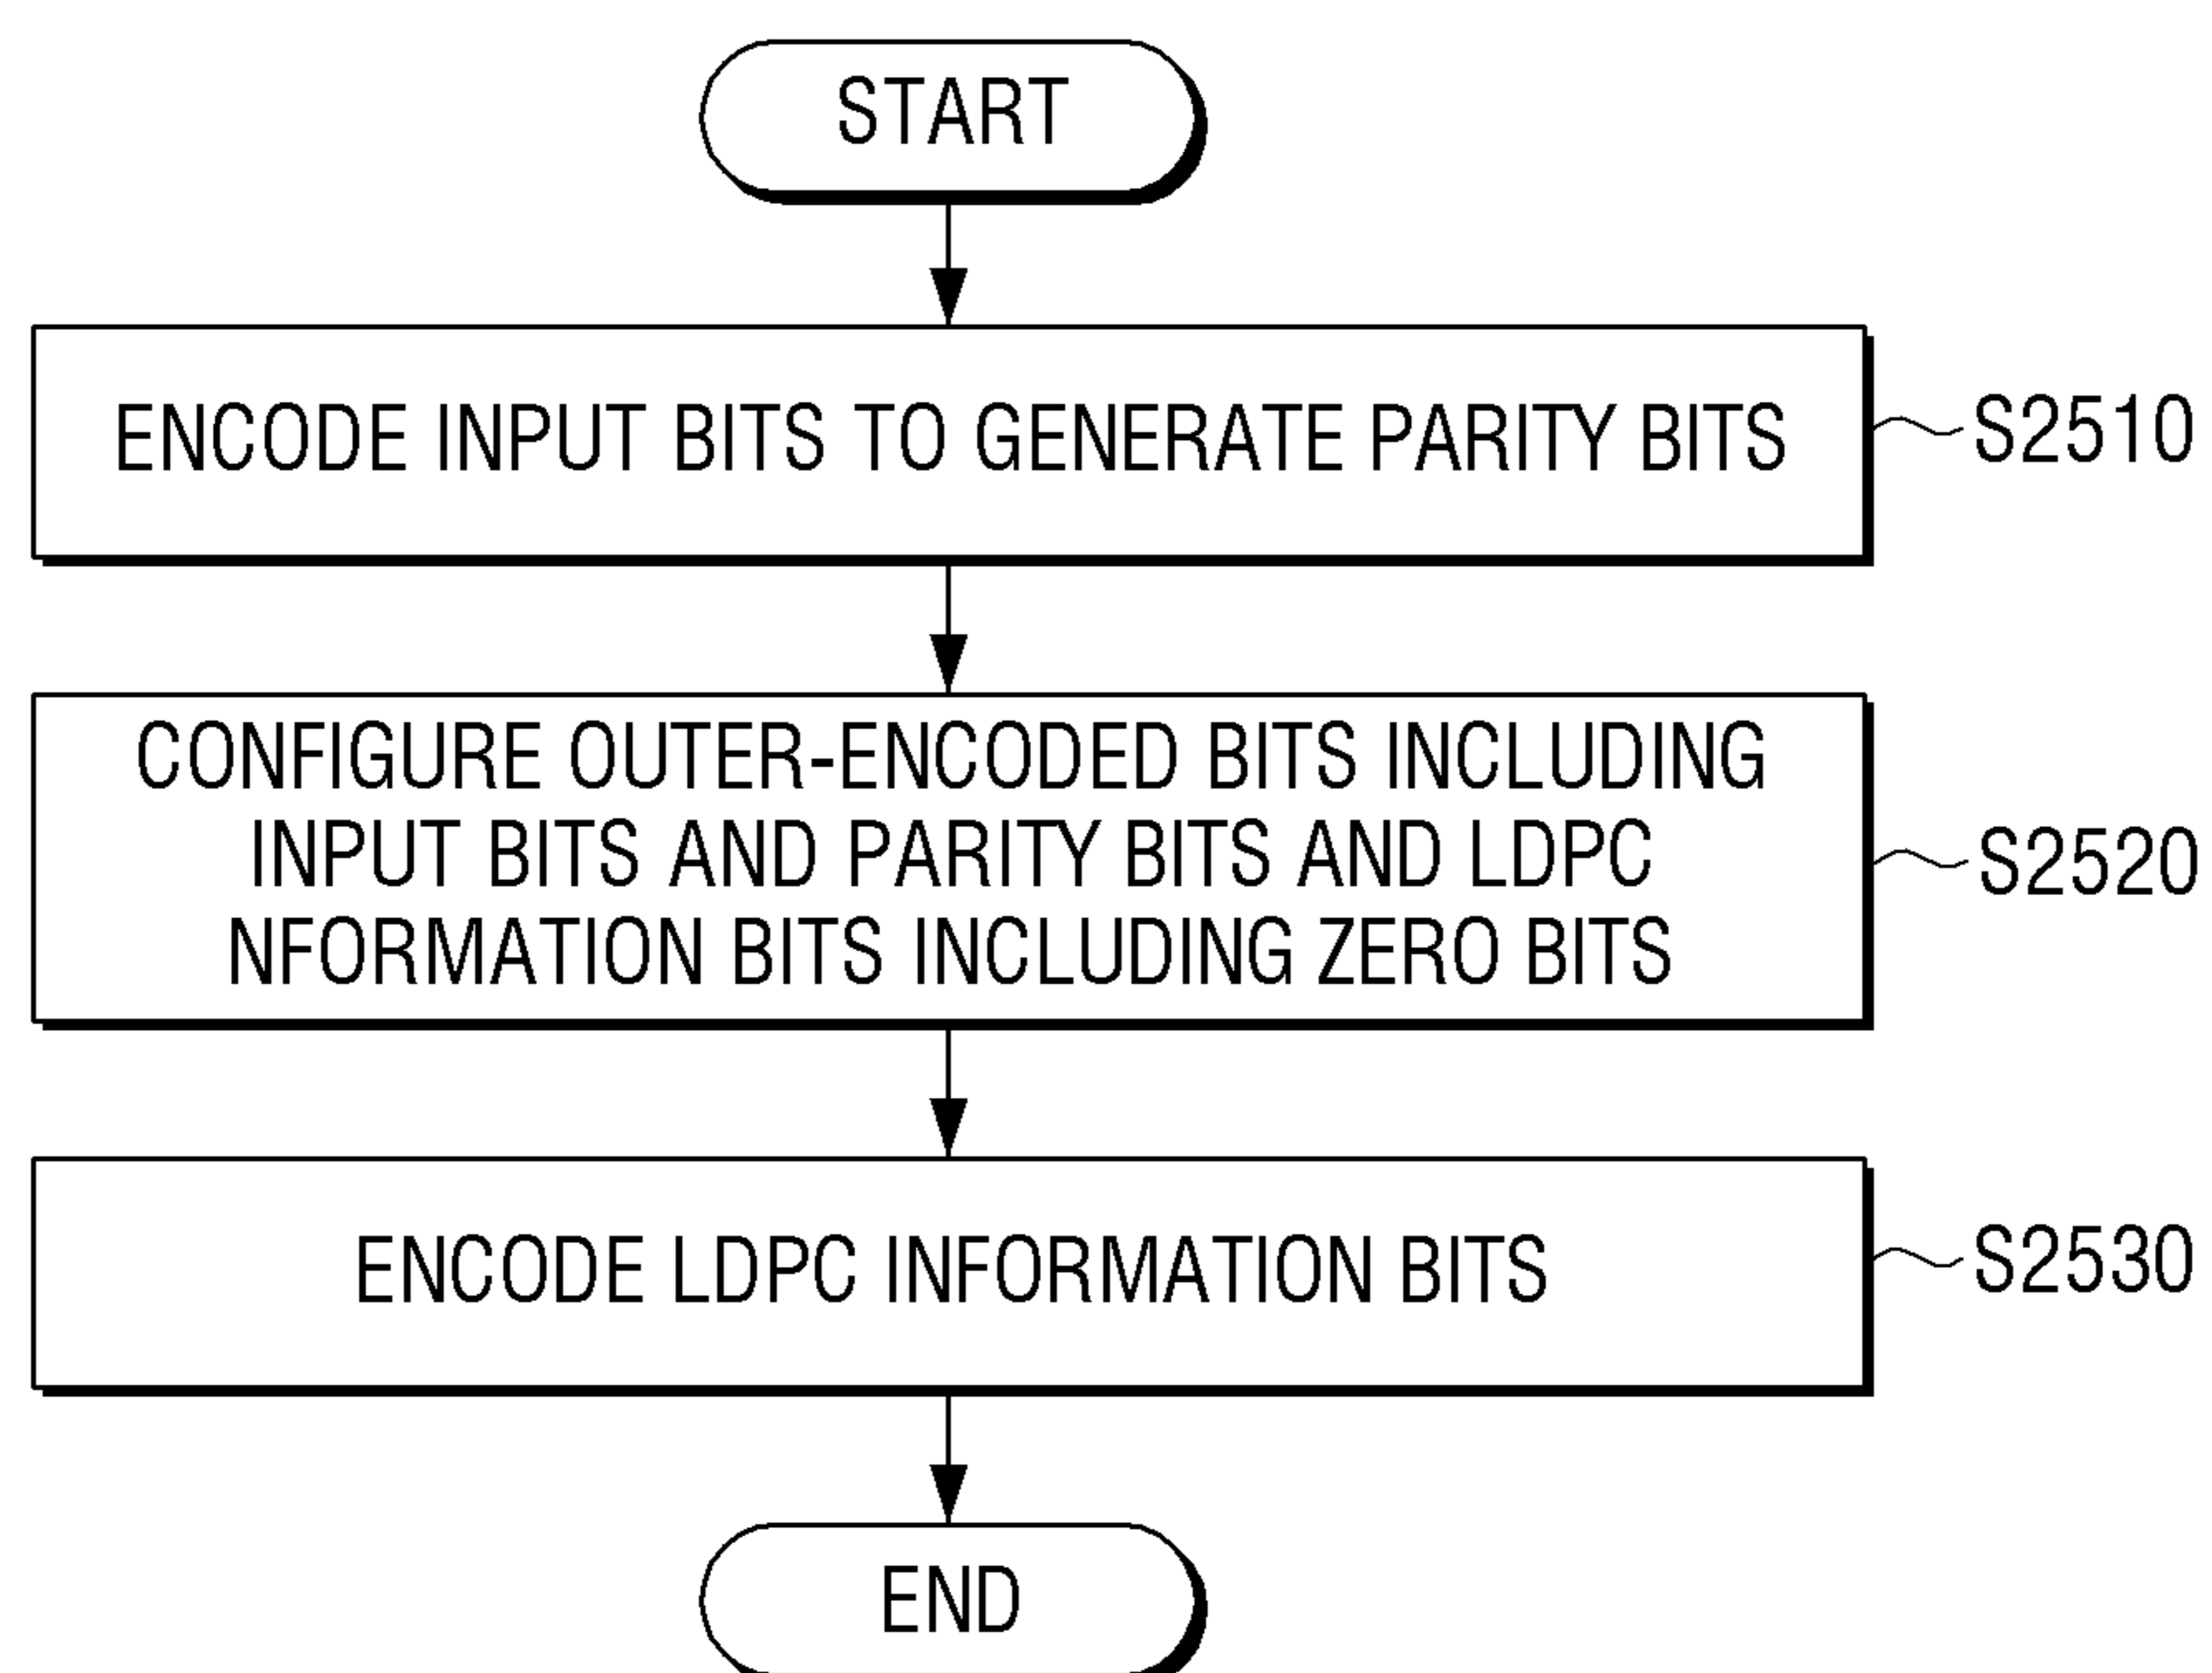 START
ENCODE INPUT BITS TO GENERATE PARITY BITS
S2510
CONFIGURE OUTER-ENCODED BITS INCLUDING
INPUT BITS AND PARITY BITS AND LDPC
NFORMATION BITS INCLUDING ZERO BITS
S2520
ENCODE LDPC INFORMATION BITS
S2530
END